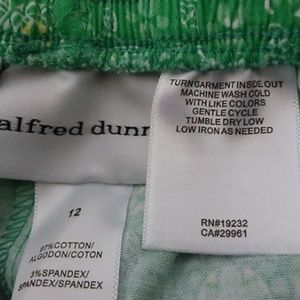 alfred dunn
TURN GARMENT INSIDE OUT
MACHINE WASH COLD
WITH LIKE COLORS
GENTLE CYCLE
TUMBLE DRY LOW
LOW IRON AS NEEDED
RN#19232
CA#29961
12
97%COTTON/
ALGODON/COTON
3%SPANDEX/
SPANDEX/SPANDEX